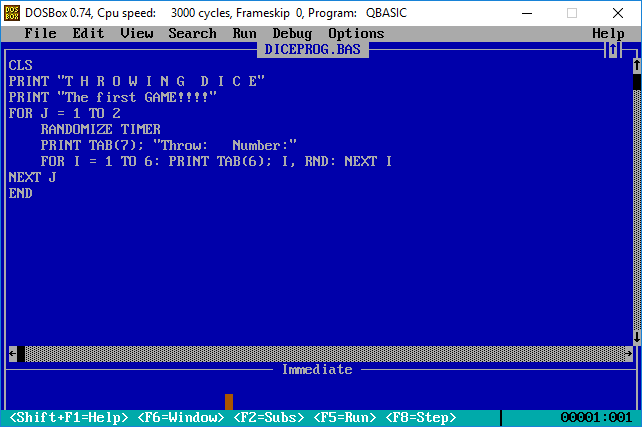 DOSBox 0.74, Cpu speed: 3000 cycles, Frameskip 0, Program: QBASIC
File Edit View Search Run Debug Options Help
DICEPROG.BAS
CLS
PRINT "T H R O W I N G  D I C E"
PRINT "The first GAME!!!!"
FOR J = 1 TO 2
    RANDOMIZE TIMER
    PRINT TAB(7); "Throw:   Number:"
    FOR I = 1 TO 6: PRINT TAB(6); I, RND: NEXT I
NEXT J
END
Immediate
<Shift+F1=Help> <F6=Window> <F2=Subs> <F5=Run> <F8=Step> 00001:001